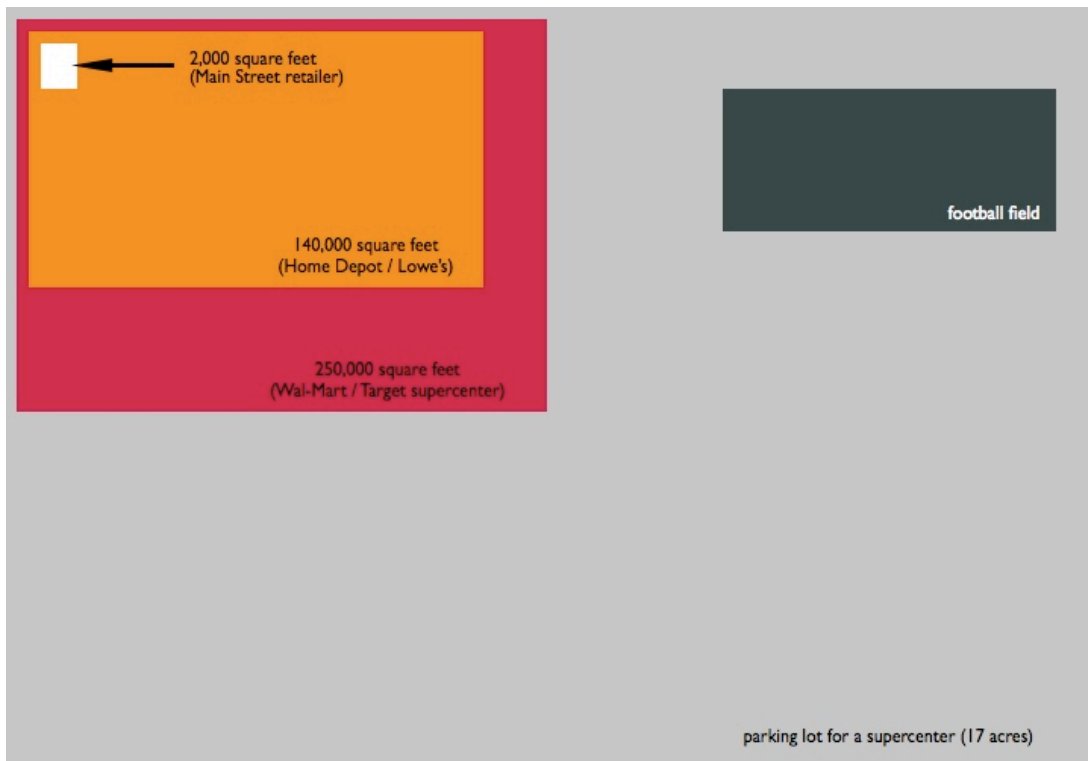 2,000 square feet
(Main Street retailer)
football field
140,000 square feet
(Home Depot / Lowe's)
250,000 square feet
(Wal-Mart / Target supercenter)
parking lot for a supercenter (17 acres)